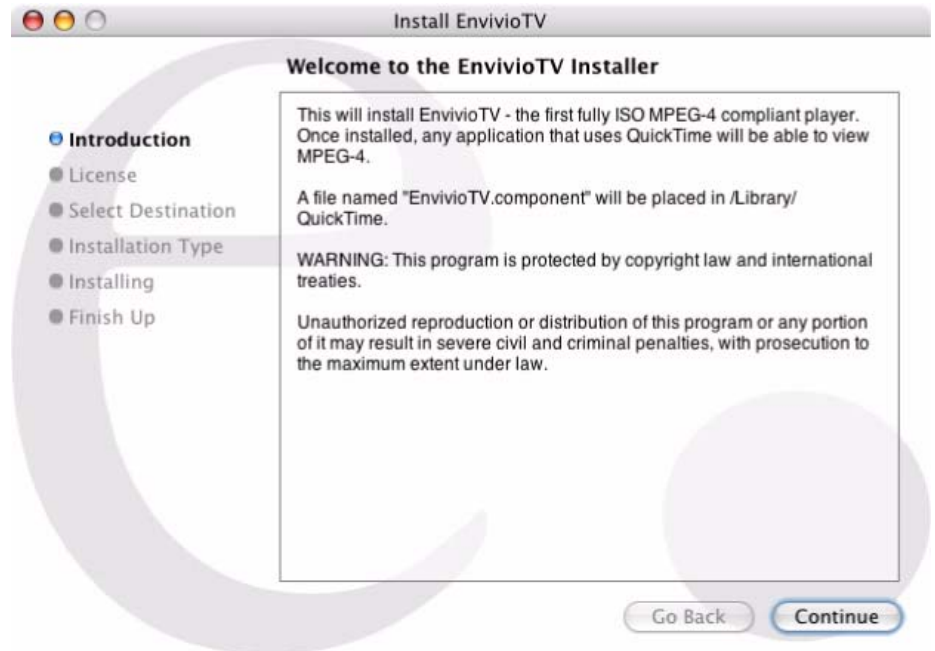 Install EnvivioTV
Welcome to the EnvivioTV Installer
Introduction
License
Select Destination
Installation Type
Installing
Finish Up
This will install EnvivioTV - the first fully ISO MPEG-4 compliant player.
Once installed, any application that uses QuickTime will be able to view
MPEG-4.
A file named "EnvivioTV.component" will be placed in /Library/
QuickTime.
WARNING: This program is protected by copyright law and international
treaties.
Unauthorized reproduction or distribution of this program or any portion
of it may result in severe civil and criminal penalties, with prosecution to
the maximum extent under law.
Go Back
Continue